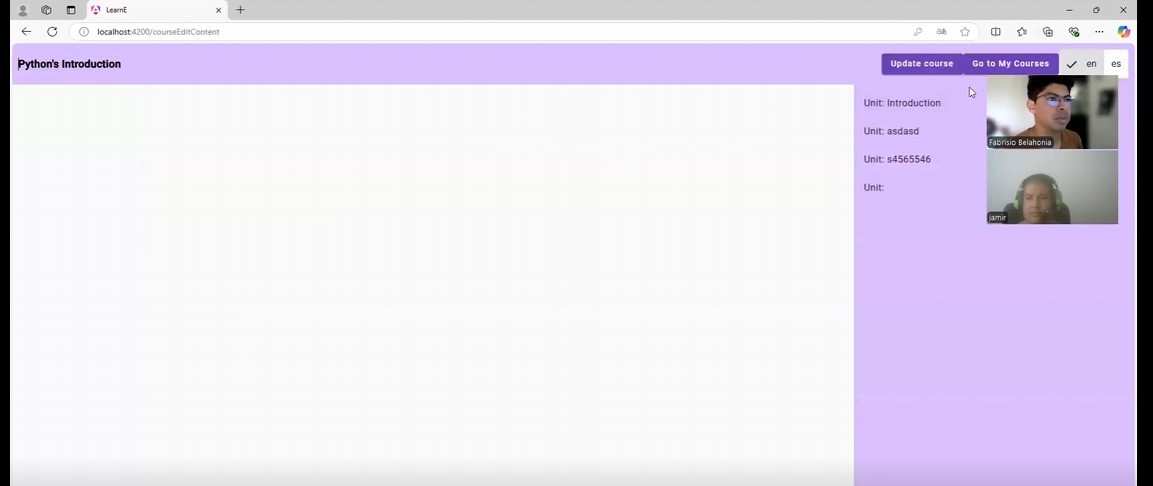 LearnE
localhost:4200/courseEditContent
Python's Introduction
Update course
Go to My Courses
en
es
Unit: Introduction
Unit: asdasd
Unit: s4565546
Unit:
Fabrisio Belahonia
jamir